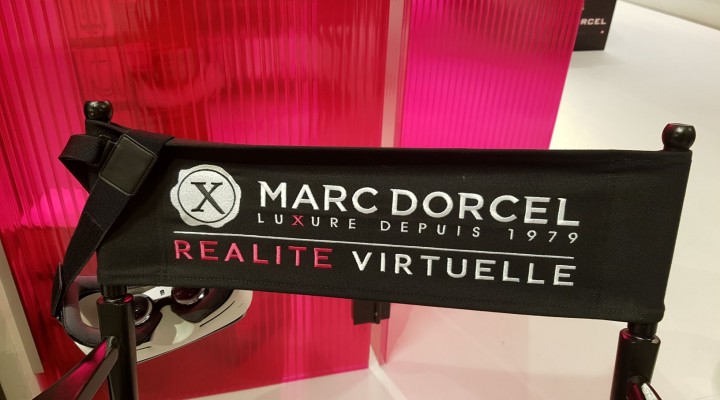 DORCEL
X
MARC DORCEL
LUXURE DEPUIS 1979
REALITE VIRTUELLE